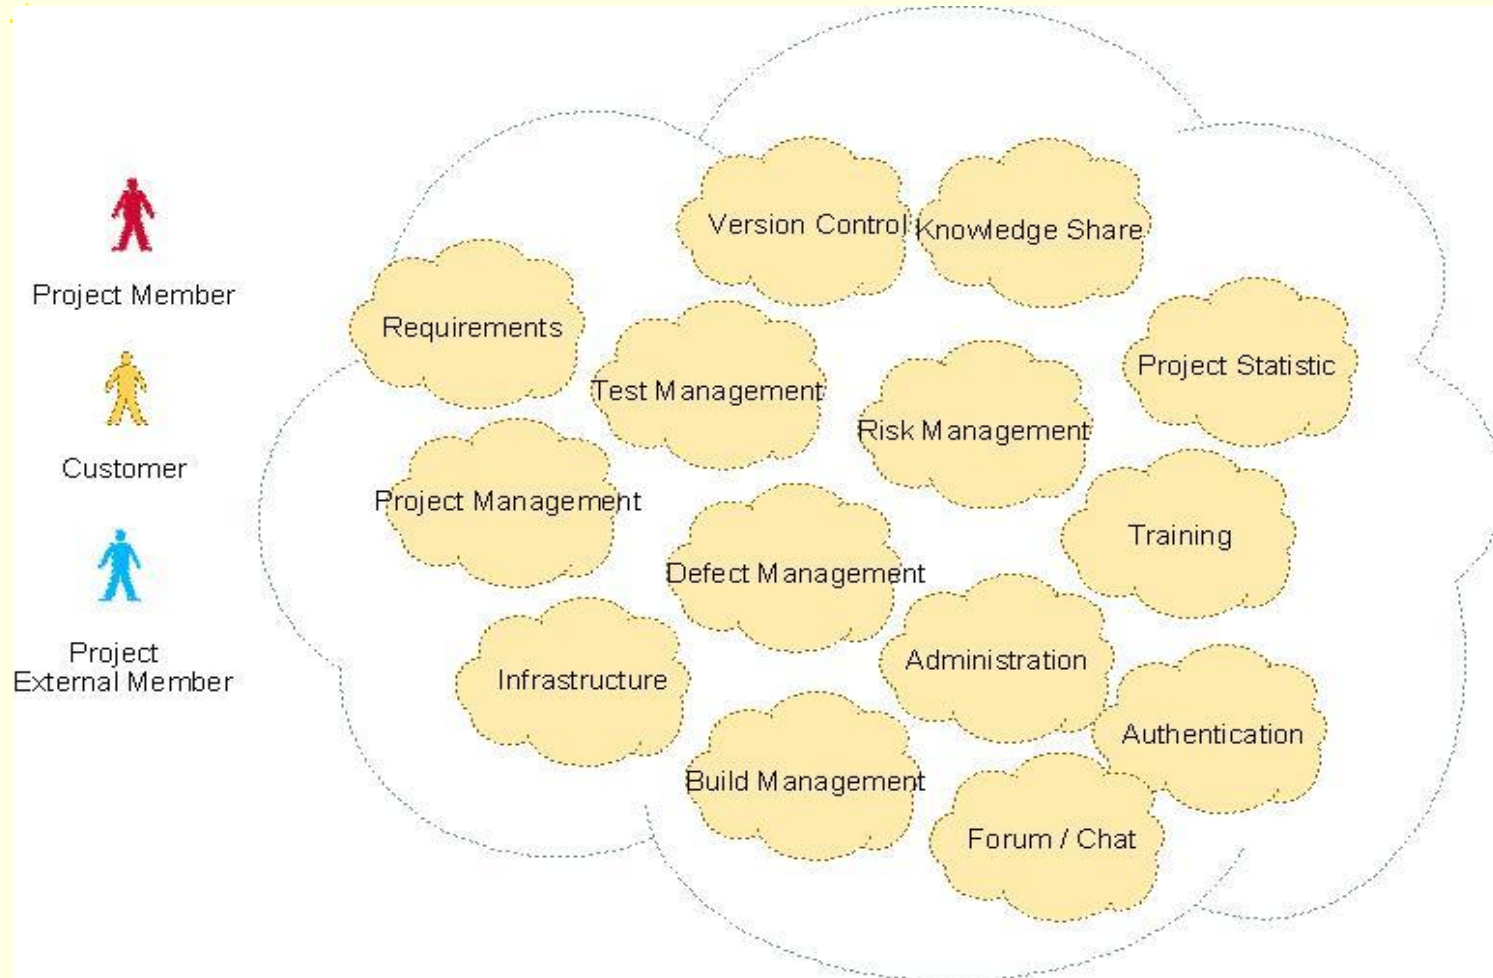 Version Control
Knowledge Share
Project Member
Requirements
Project Statistic
Test Management
Risk Management
Customer
Project Management
Training
Defect Management
Project
External Member
Administration
Infrastructure
Authentication
Build Management
Forum / Chat